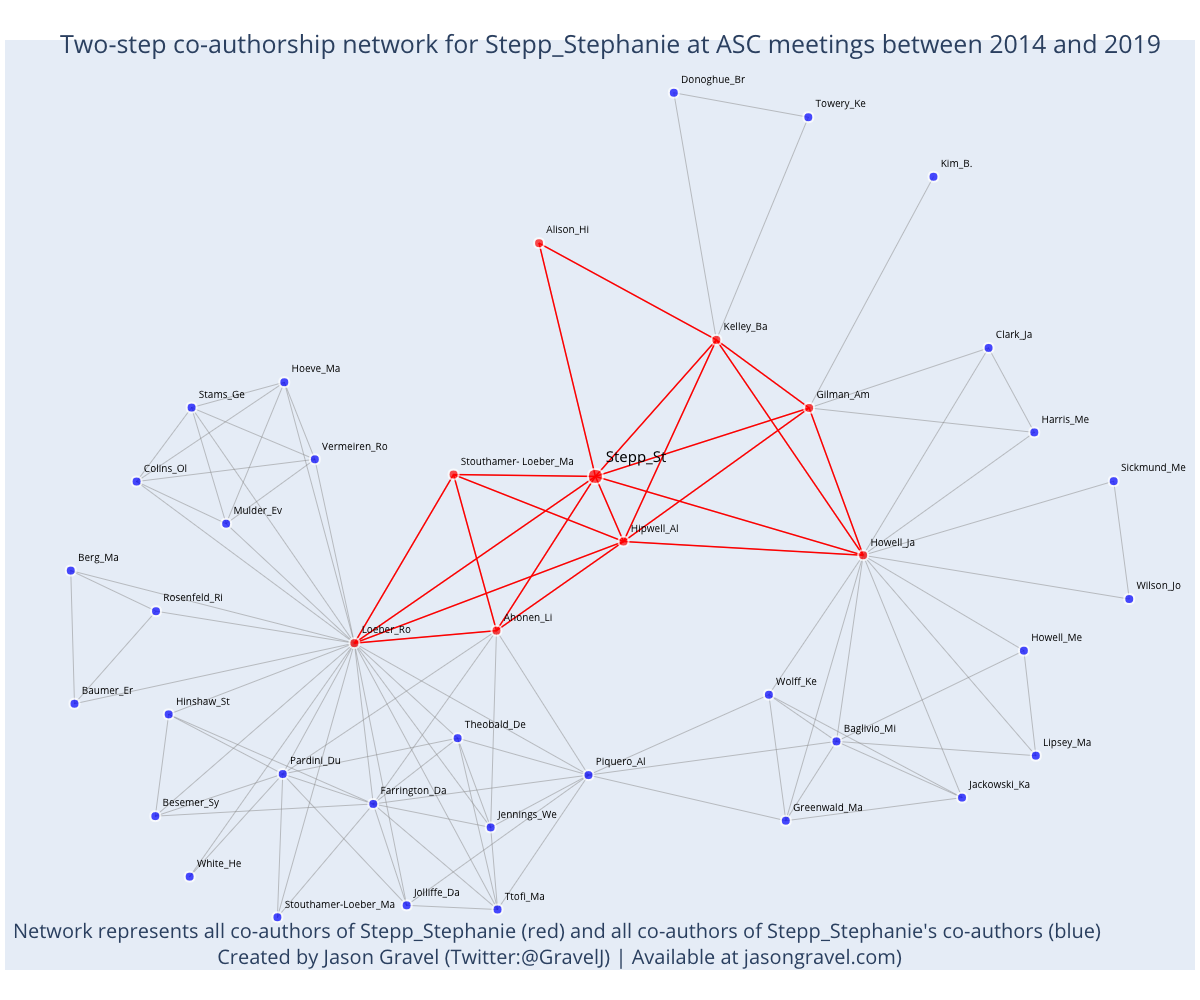 Two-step co-authorship network for Stepp_Stephanie at ASC meetings between 2014 and 2019
Donoghue_Br
Towery_Ke
Kim_B.
Alison_Hi
Kelley_Ba
Clark_Ja
Hoeve_Ma
Stams_Ge
Gilman_Am
Harris_Me
Vermeiren_Ro
Stepp_St
Stouthamer- Loeber_Ma
Colins_Ol
Sickmund_Me
Mulder_Ev
Hipwell_Al
Howell_Ja
Berg_Ma
Wilson_Jo
Rosenfeld_Ri
Ahonen_Li
Loeber_Ro
Howell_Me
Wolff_Ke
Baumer_Er
Hinshaw_St
Theobald_De
Baglivio_Mi
Lipsey_Ma
Pardini_Du
Piquero_Al
Jackowski_Ka
Farrington_Da
Besemer_Sy
Greenwald_Ma
Jennings_We
White_He
Jolliffe_Da
Ttofi_Ma
Stouthamer-Loeber_Ma
Network represents all co-authors of Stepp_Stephanie (red) and all co-authors of Stepp_Stephanie's co-authors (blue)
Created by Jason Gravel (Twitter:@GravelJ) | Available at jasongravel.com)